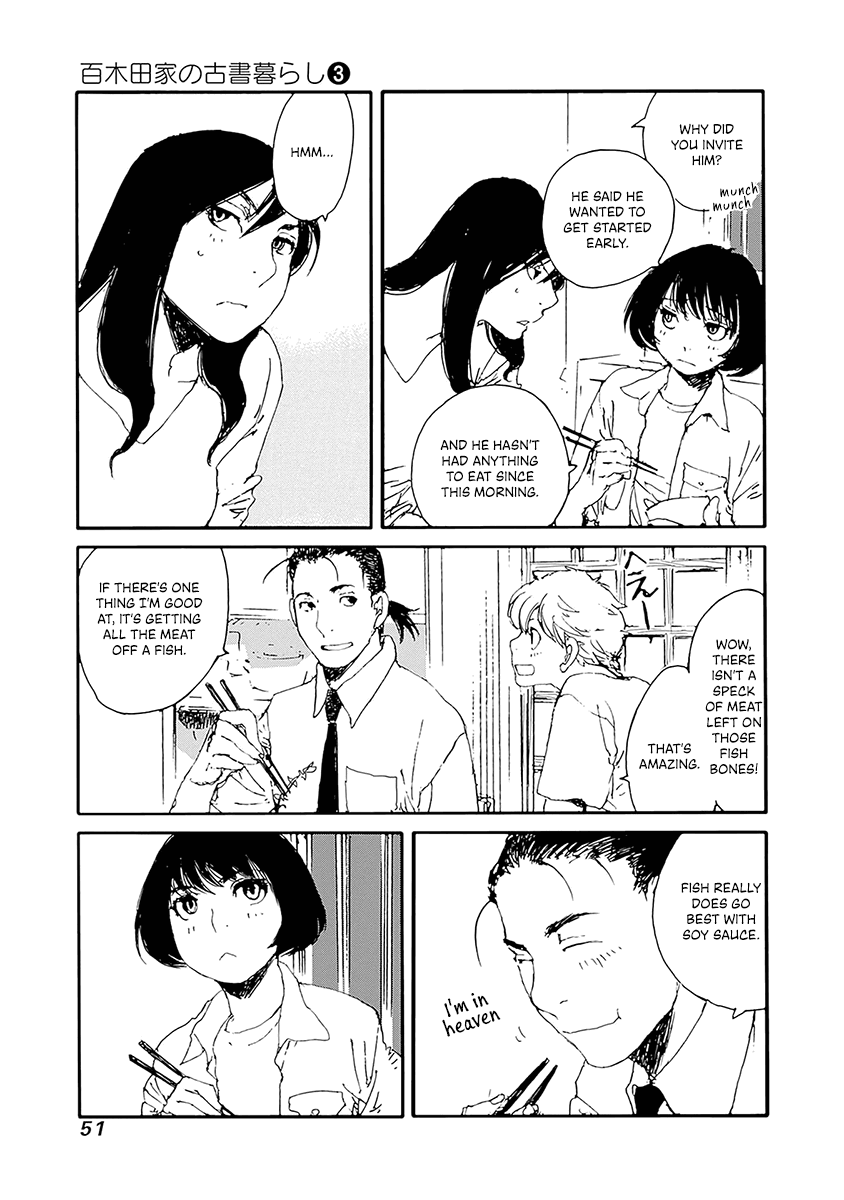 百木田家の古書暮らし❸
WHY DID
YOU INVITE
HIM?
munch
munch
HE SAID HE
WANTED TO
GET STARTED
EARLY.
AND HE HASN'T
HAD ANYTHING
TO EAT SINCE
THIS MORNING.
HMM...
へえー
WOW,
THERE
ISN'T A
SPECK
OF MEAT
LEFT ON
THOSE
FISH
BONES!
THAT'S
AMAZING.
IF THERE'S ONE
THING I'M GOOD
AT, IT'S GETTING
ALL THE MEAT
OFF A FISH.
FISH REALLY
DOES GO
BEST WITH
SOY SAUCE.
I'm in
heaven
51